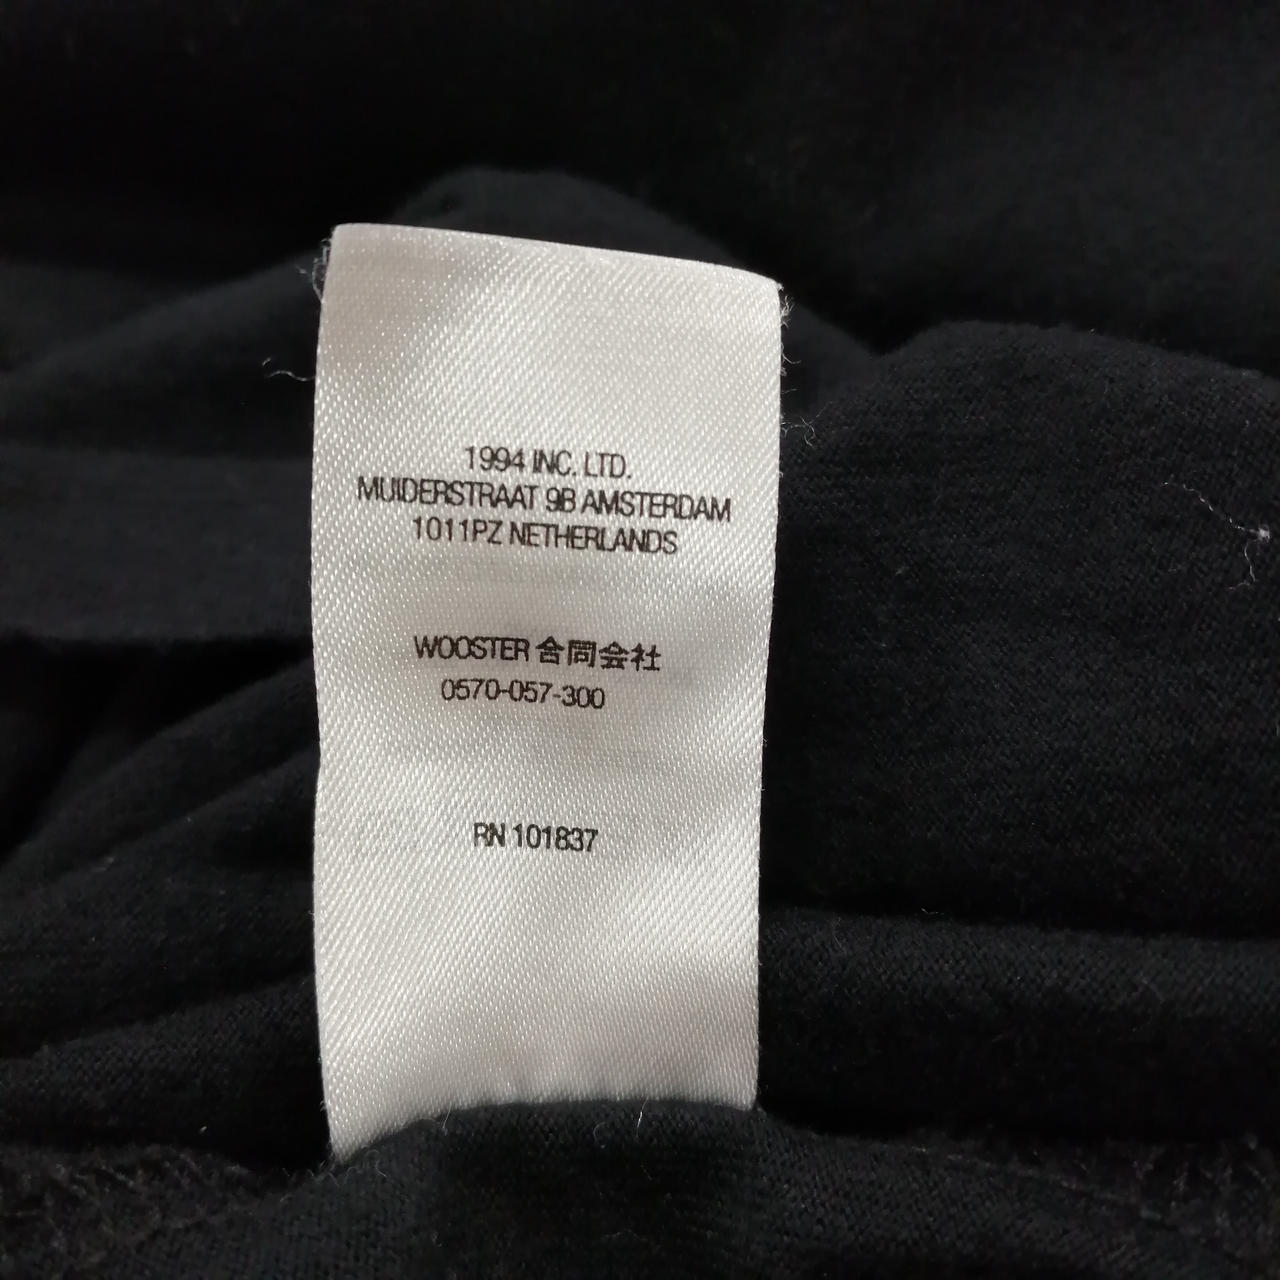 1994 INC. LTD.
MUIDERSTRAAT 9B AMSTERDAM
1011PZ NETHERLANDS
WOOSTER 合同会社
0570-057-300
RN 101837